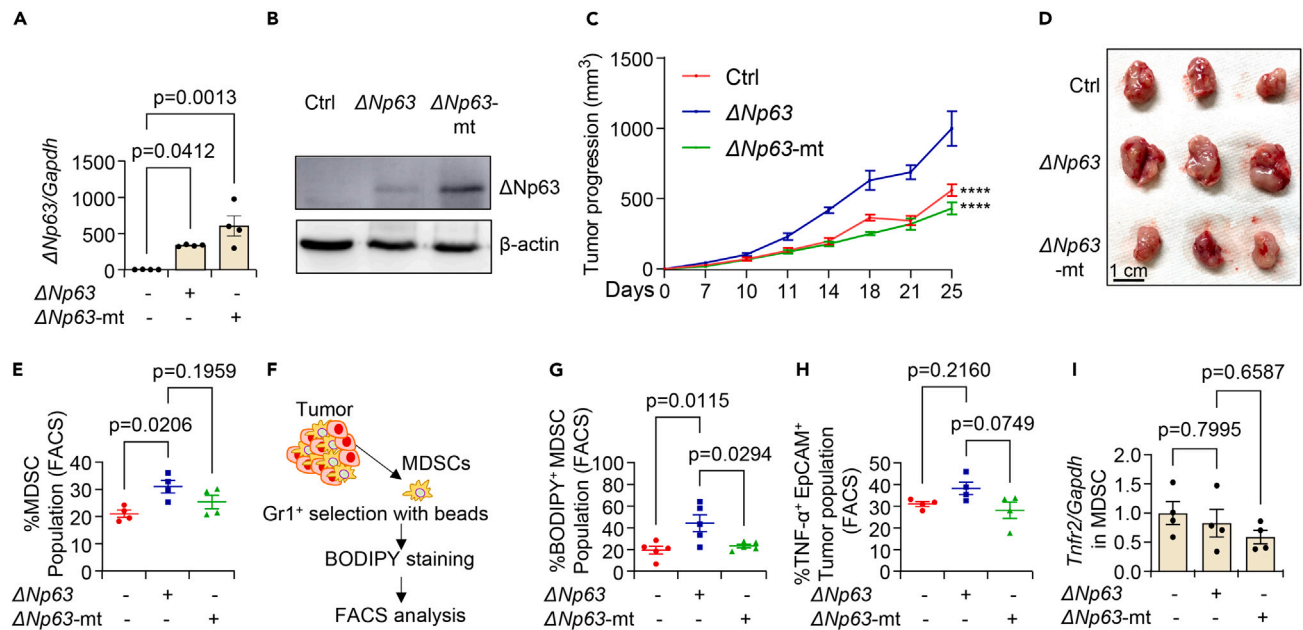 A
p=0.0013
p=0.0412
ΔNp63/Gapdh
1500
1000
500
0
ΔNp63 - + -
ΔNp63-mt - - +
B
Ctrl ΔNp63 ΔNp63-
mt
ΔNp63
β-actin
C
Tumor progression (mm³)
1500
1000
500
0
Ctrl
ΔNp63
ΔNp63-mt
****
****
Days 0 7 10 11 14 18 21 25
D
Ctrl
ΔNp63
ΔNp63
-mt
1 cm
E
p=0.1959
p=0.0206
%MDSC
Population (FACS)
40
30
20
10
0
ΔNp63 - + -
ΔNp63-mt - - +
F
Tumor
MDSCs
Gr1⁺ selection with beads
BODIPY staining
FACS analysis
G
p=0.0115
p=0.0294
%BODIPY⁺ MDSC
Population (FACS)
100
80
60
40
20
0
ΔNp63 - + -
ΔNp63-mt - - +
H
p=0.2160
p=0.0749
%TNF-α⁺ EpCAM⁺
Tumor population
(FACS)
50
40
30
20
10
0
ΔNp63 - + -
ΔNp63-mt - - +
I
p=0.6587
p=0.7995
Tnfr2/Gapdh
in MDSC
2.0
1.5
1.0
0.5
0.0
ΔNp63 - + -
ΔNp63-mt - - +